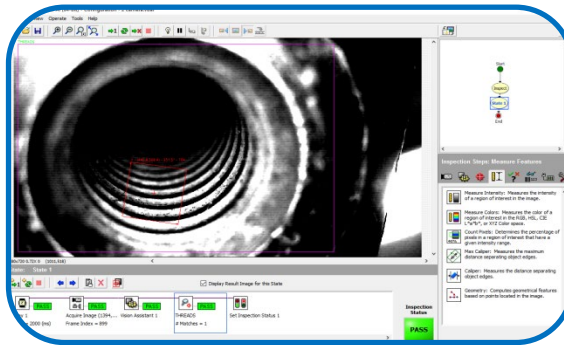 View Operate Tools Help
Start
Inspect
State 1
End
Inspection Steps: Measure Features
Measure Intensity: Measures the intensity
of a region of interest in the image.
Measure Colors: Measures the color of a
region of interest in the RGB, HSL, CIE
L*a*b*, or XYZ Color space.
Count Pixels: Determines the percentage of
pixels in a region of interest that have a
given intensity range.
Max Caliper: Measures the maximum
distance separating object edges.
Caliper: Measures the distance separating
object edges.
Geometry: Computes geometrical features
based on points located in the image.
State 1
Display Result Image for this State
PASS PASS PASS PASS
Acquire Image (1394,... Vision Assistant 1 THREADS Set Inspection Status 1
2000 (ms) Frame Index = 899 # Matches = 1
Inspection
Status
PASS